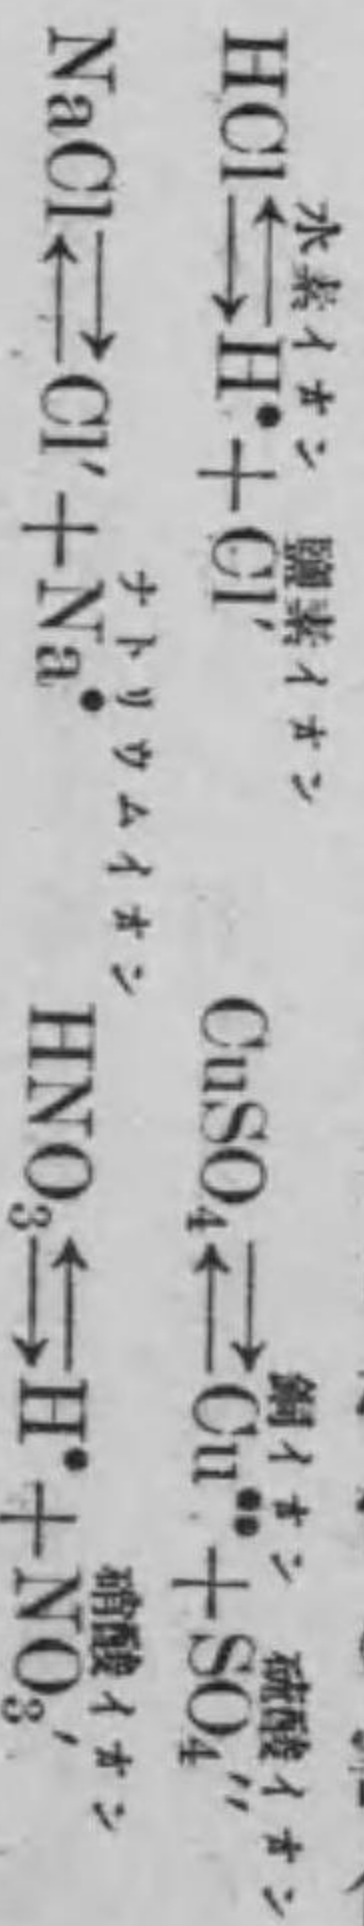 水素イオン 鹽素イオン
HCl⇄H•+Cl′
銅イオン 硫酸イオン
CuSO₄⇄Cu••+SO₄″
ナトリウムイオン
NaCl⇄Cl′+Na•
硝酸イオン
HNO₃⇄H•+NO₃′